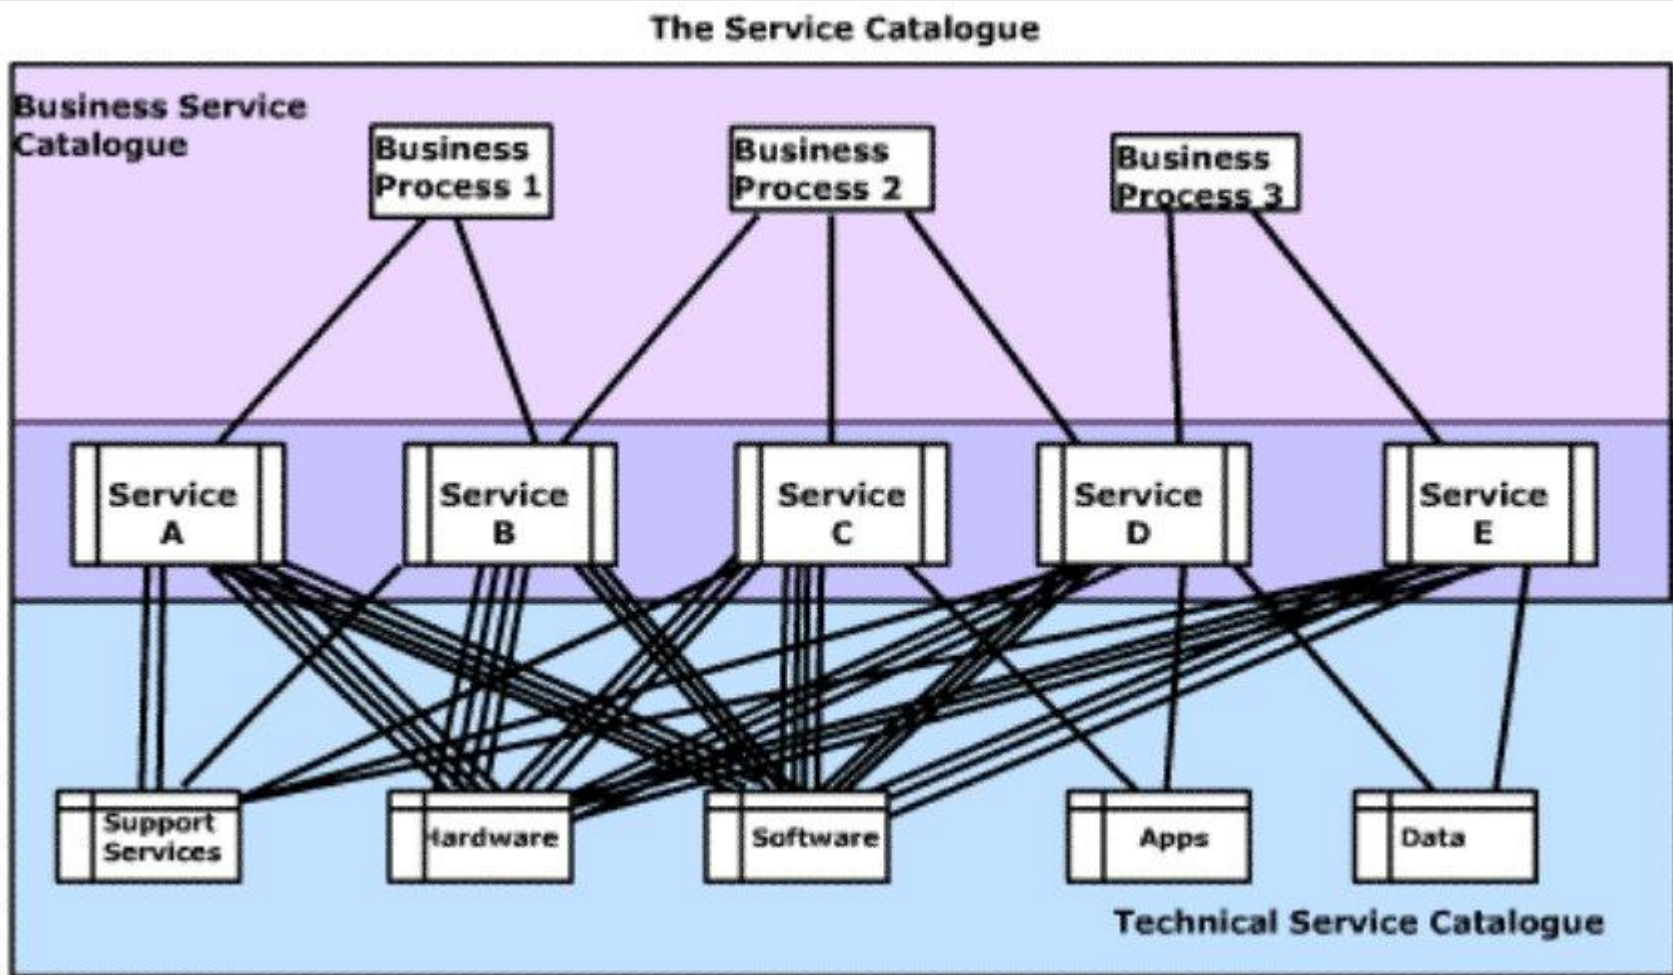 The Service Catalogue
Business Service
Catalogue
Business
Process 1
Business
Process 2
Business
Process 3
Service
A
Service
B
Service
C
Service
D
Service
E
Support
Services
Hardware
Software
Apps
Data
Technical Service Catalogue